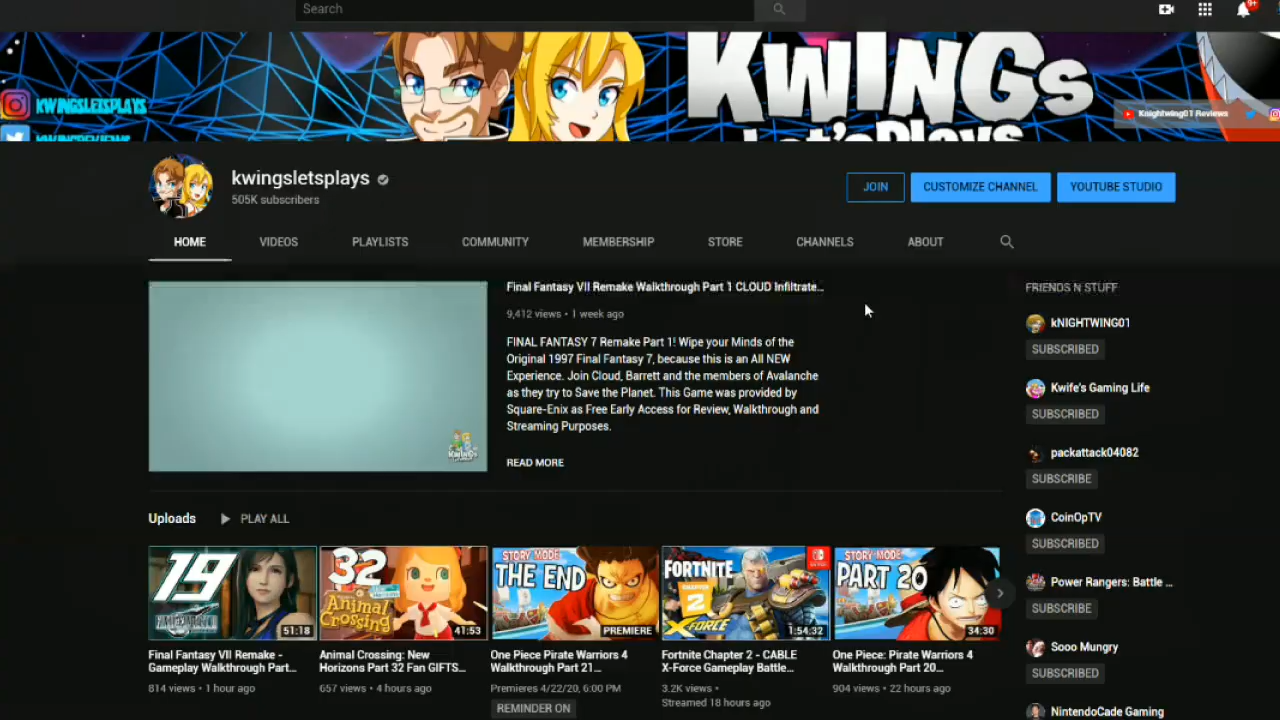 Search
9+
KWINGSLETSPLAYS
KWINGREVIEWS
KWINGs
Let'sPlays
Knightwing01 Reviews
kwingsletsplays
505K subscribers
JOIN
CUSTOMIZE CHANNEL
YOUTUBE STUDIO
HOME
VIDEOS
PLAYLISTS
COMMUNITY
MEMBERSHIP
STORE
CHANNELS
ABOUT
Final Fantasy VII Remake Walkthrough Part 1 CLOUD Infiltrate...
9,412 views • 1 week ago
FINAL FANTASY 7 Remake Part 1! Wipe your Minds of the
Original 1997 Final Fantasy 7, because this is an All NEW
Experience. Join Cloud, Barrett and the members of Avalanche
as they try to Save the Planet. This Game was provided by
Square-Enix as Free Early Access for Review, Walkthrough and
Streaming Purposes.
READ MORE
KWINGs
FRIENDS N STUFF
kNIGHTWING01
SUBSCRIBED
Kwife's Gaming Life
SUBSCRIBED
packattack04082
SUBSCRIBE
CoinOpTV
SUBSCRIBED
Power Rangers: Battle ...
SUBSCRIBE
Sooo Mungry
SUBSCRIBED
NintendoCade Gaming
Uploads
PLAY ALL
19
51:18
Final Fantasy VII Remake -
Gameplay Walkthrough Part...
814 views • 1 hour ago
32
Animal
Crossing
41:53
Animal Crossing: New
Horizons Part 32 Fan GIFTS...
657 views • 4 hours ago
STORY MODE
THE END
PREMIERE
One Piece Pirate Warriors 4
Walkthrough Part 21...
Premieres 4/22/20, 6:00 PM
REMINDER ON
FORTNITE
CHAPTER
2
X-FORCE
1:54:32
Fortnite Chapter 2 - CABLE
X-Force Gameplay Battle...
3.2K views •
Streamed 18 hours ago
STORY MODE
PART 20
34:30
One Piece: Pirate Warriors 4
Walkthrough Part 20...
904 views • 22 hours ago